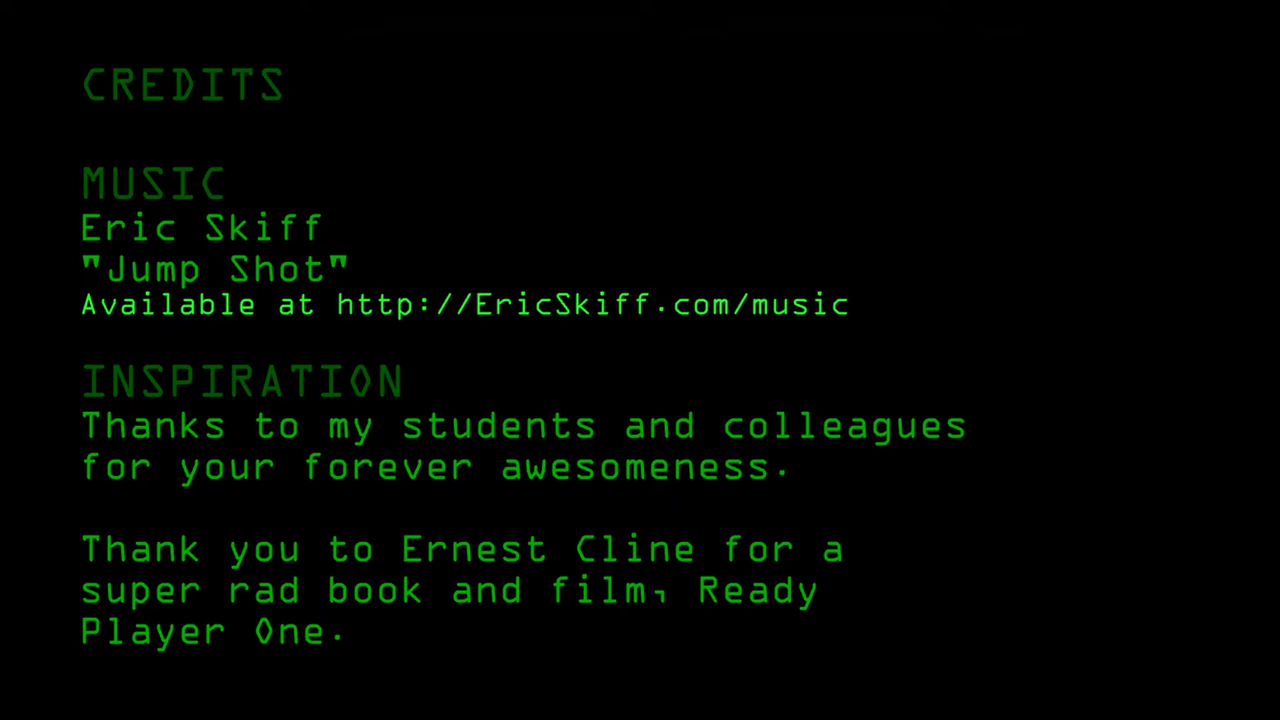 CREDITS
MUSIC
Eric Skiff
"Jump Shot"
Available at http://EricSkiff.com/music
INSPIRATION
Thanks to my students and colleagues
for your forever awesomeness.
Thank you to Ernest Cline for a
super rad book and film, Ready
Player One.